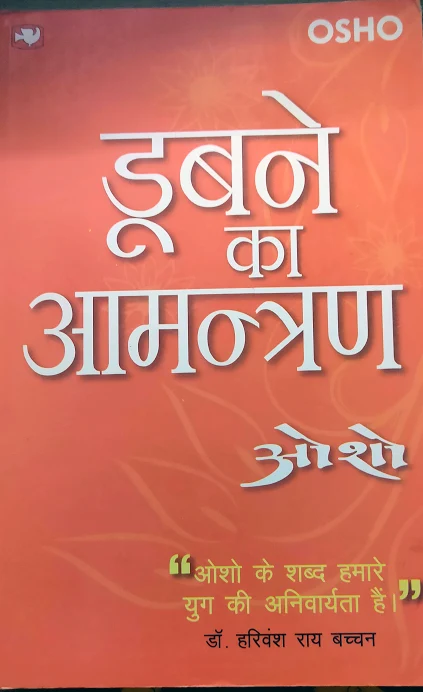 OSHO
डूबने
का
आमन्त्रण
ओशो
“ओशो के शब्द हमारे
युग की अनिवार्यता हैं।”
डॉ. हरिवंश राय बच्चन